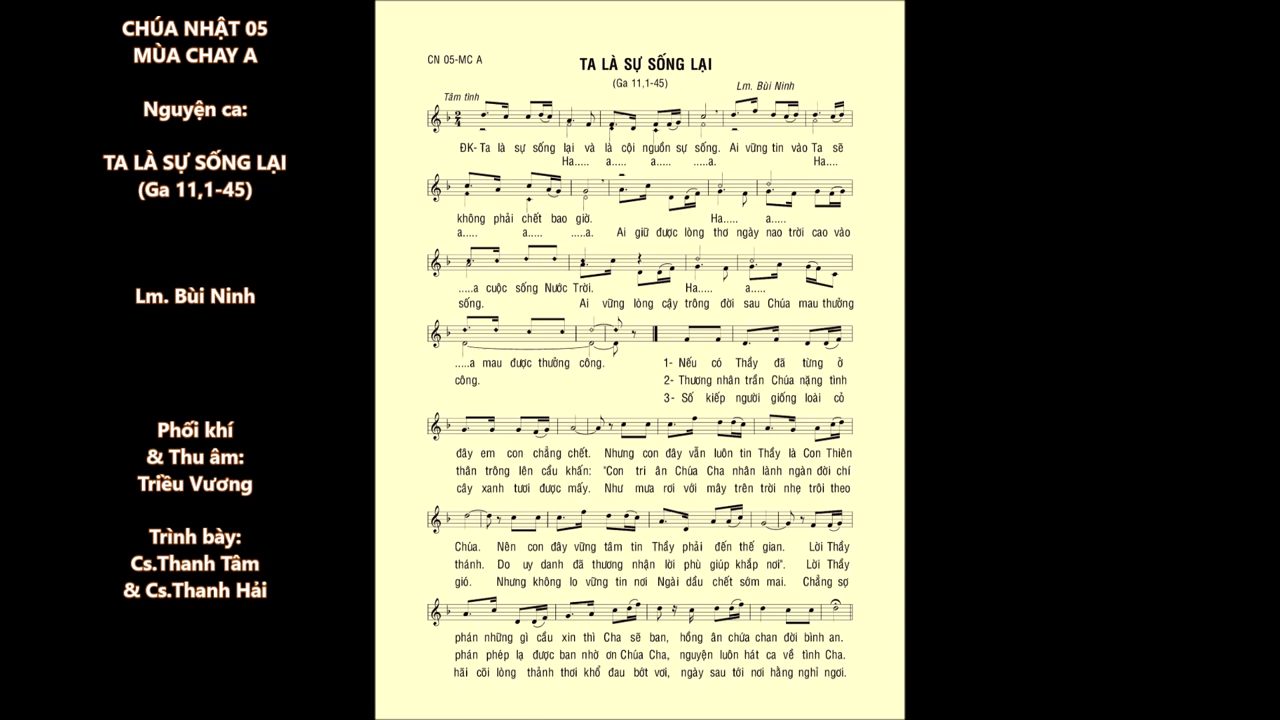 CHÚA NHẬT 05
MÙA CHAY A
Nguyện ca:
TA LÀ SỰ SỐNG LẠI
(Ga 11,1-45)
Lm. Bùi Ninh
Phối khí
& Thu âm:
Triều Vương
Trình bày:
Cs.Thanh Tâm
& Cs.Thanh Hải
CN 05-MC A
TA LÀ SỰ SỐNG LẠI
(Ga 11,1-45)
Lm. Bùi Ninh
Tâm tình
ĐK- Ta là sự sống lại và là cội nguồn sự sống. Ai vững tin vào Ta sẽ
Ha..... a..... a..... .....a. Ha....
không phải chết bao giờ. Ha..... a.....
a..... a..... .....a. Ai giữ được lòng thơ ngày nao trời cao vào
.....a cuộc sống Nước Trời. Ha..... a.....
sống. Ai vững lòng cậy trông đời sau Chúa mau thưởng
.....a mau được thưởng công. 1- Nếu có Thầy đã từng ở
công. 2- Thương nhân trần Chúa nặng tình
3- Số kiếp người giống loài cỏ
đây em con chẳng chết. Nhưng con đây vẫn luôn tin Thầy là Con Thiên
thân trông lên cầu khấn: "Con tri ân Chúa Cha nhân lành ngàn đời chí
cây xanh tươi được mấy. Như mưa rơi với mây trên trời nhẹ trôi theo
Chúa. Nên con đây vững tâm tin Thầy phải đến thế gian. Lời Thầy
thánh. Do uy danh đã thương nhận lời phù giúp khắp nơi". Lời Thầy
gió. Nhưng không lo vững tin nơi Ngài dầu chết sớm mai. Chẳng sợ
phán những gì cầu xin thì Cha sẽ ban, hồng ân chứa chan đời bình an.
phán phép lạ được ban nhờ ơn Chúa Cha, nguyện luôn hát ca về tình Cha.
hãi cõi lòng thảnh thơi khổ đau bớt vơi, ngày sau tới nơi hằng nghỉ ngơi.